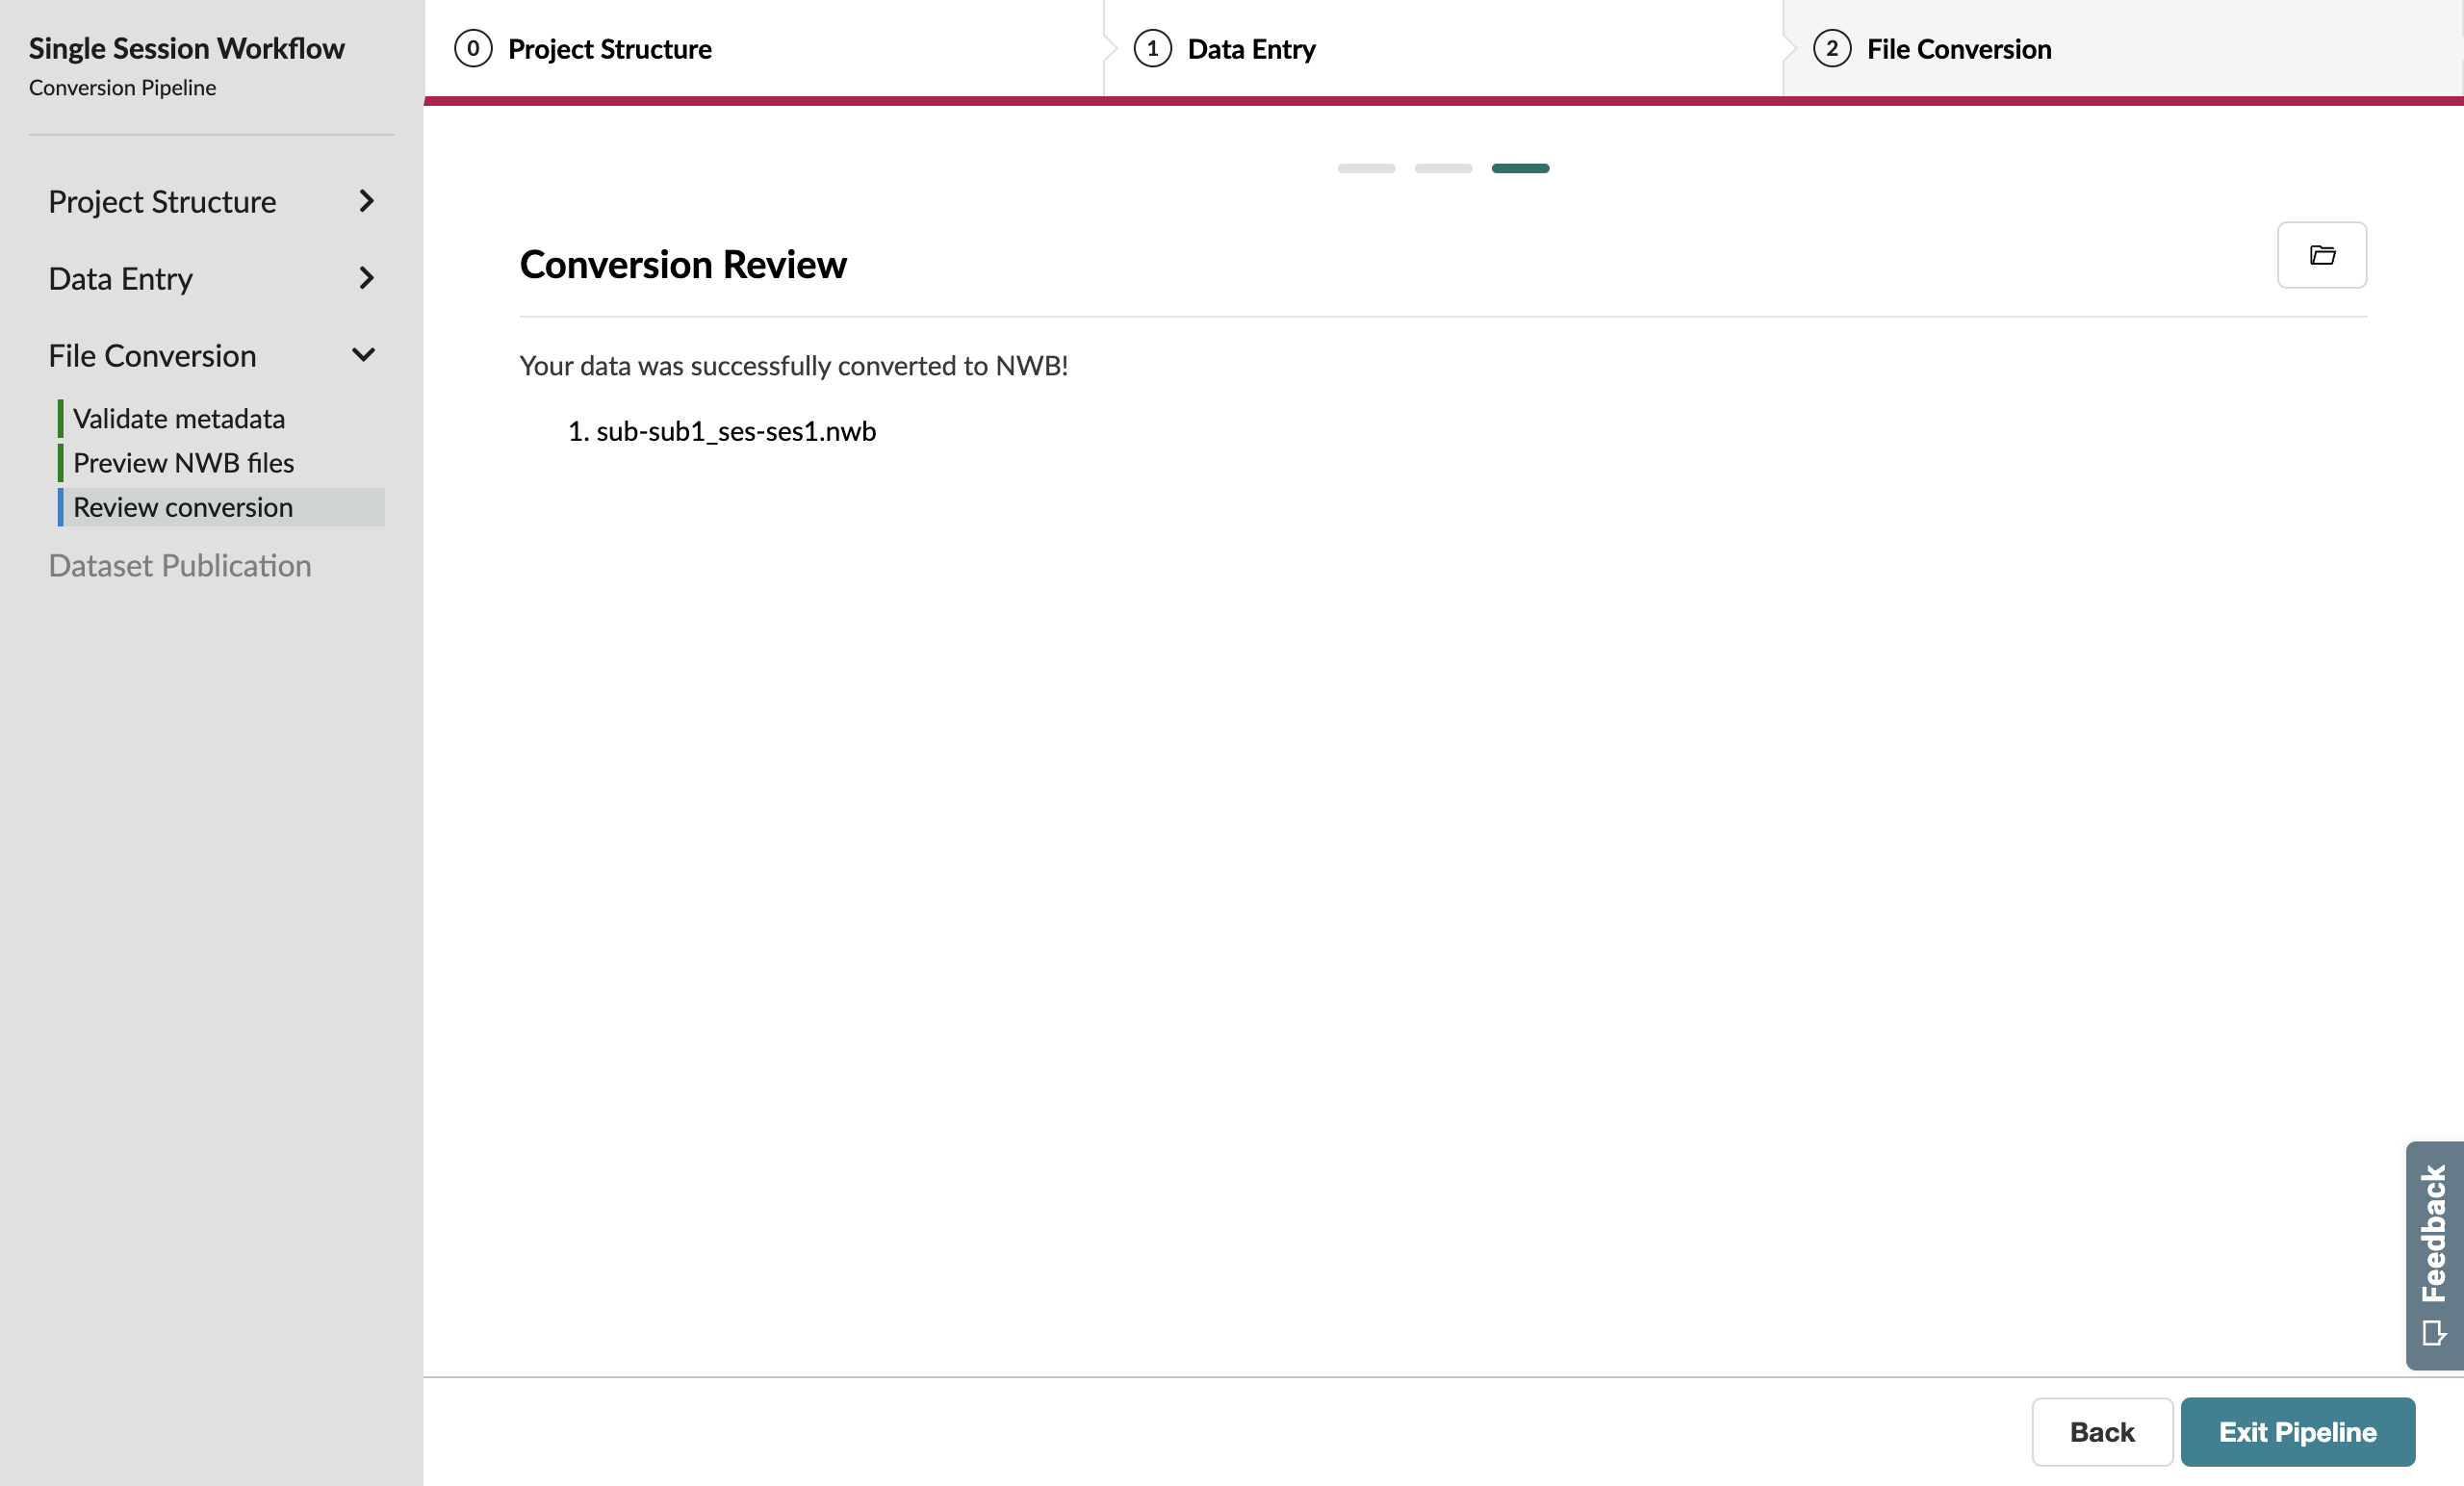 Single Session Workflow
Conversion Pipeline
Project Structure
Data Entry
File Conversion
Validate metadata
Preview NWB files
Review conversion
Dataset Publication
0 Project Structure
1 Data Entry
2 File Conversion
Conversion Review
Your data was successfully converted to NWB!
1. sub-sub1_ses-ses1.nwb
Feedback
Back
Exit Pipeline